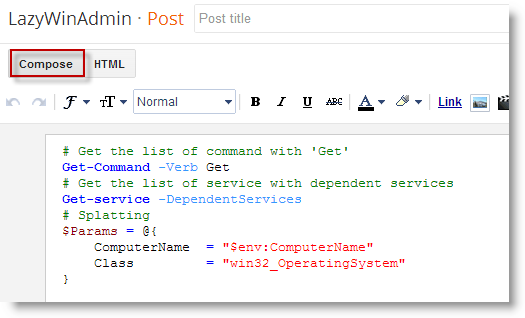 LazyWinAdmin · Post Post title
Compose HTML
F TT Normal B I U ABC A Link
# Get the list of command with 'Get'
Get-Command -Verb Get
# Get the list of service with dependent services
Get-service -DependentServices
# Splatting
$Params = @{
    ComputerName  = "$env:ComputerName"
    Class         = "win32_OperatingSystem"
}